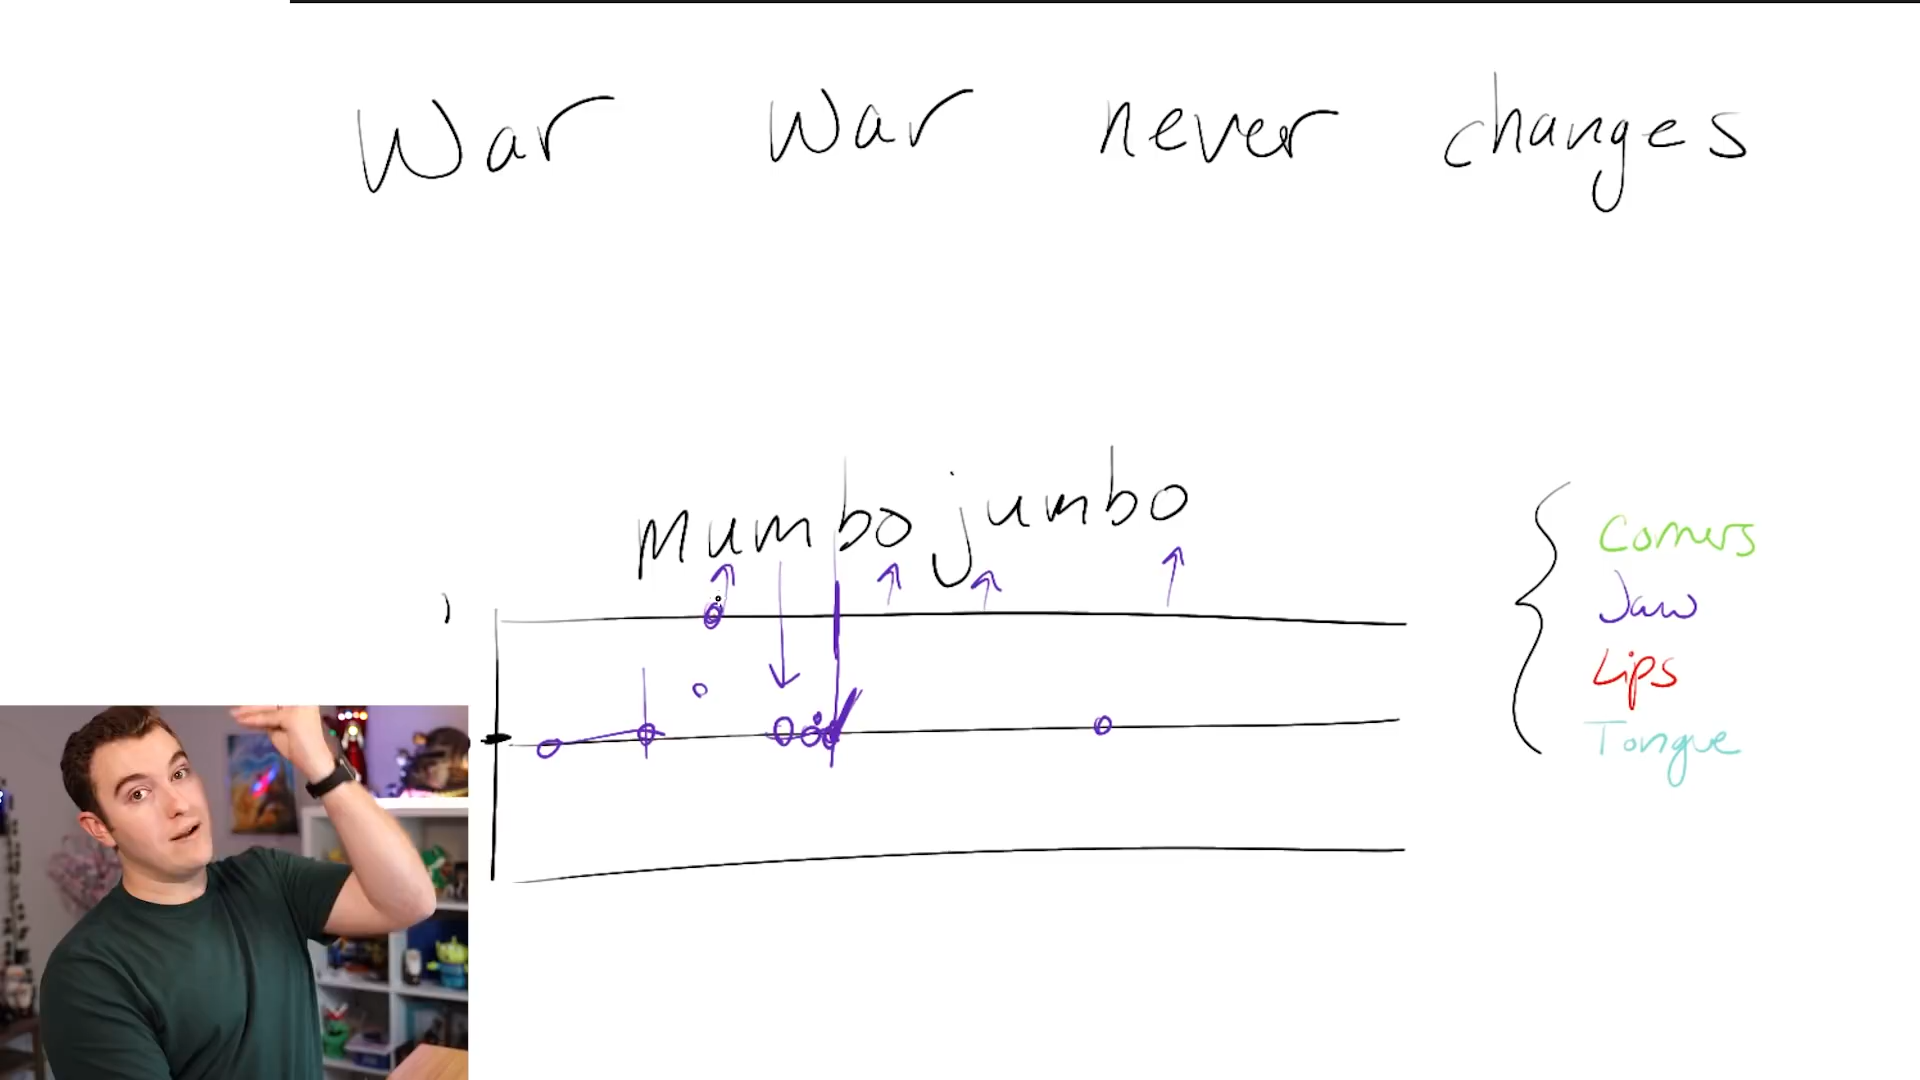 War War never changes
mumbo jumbo
Corners
Jaw
Lips
Tongue